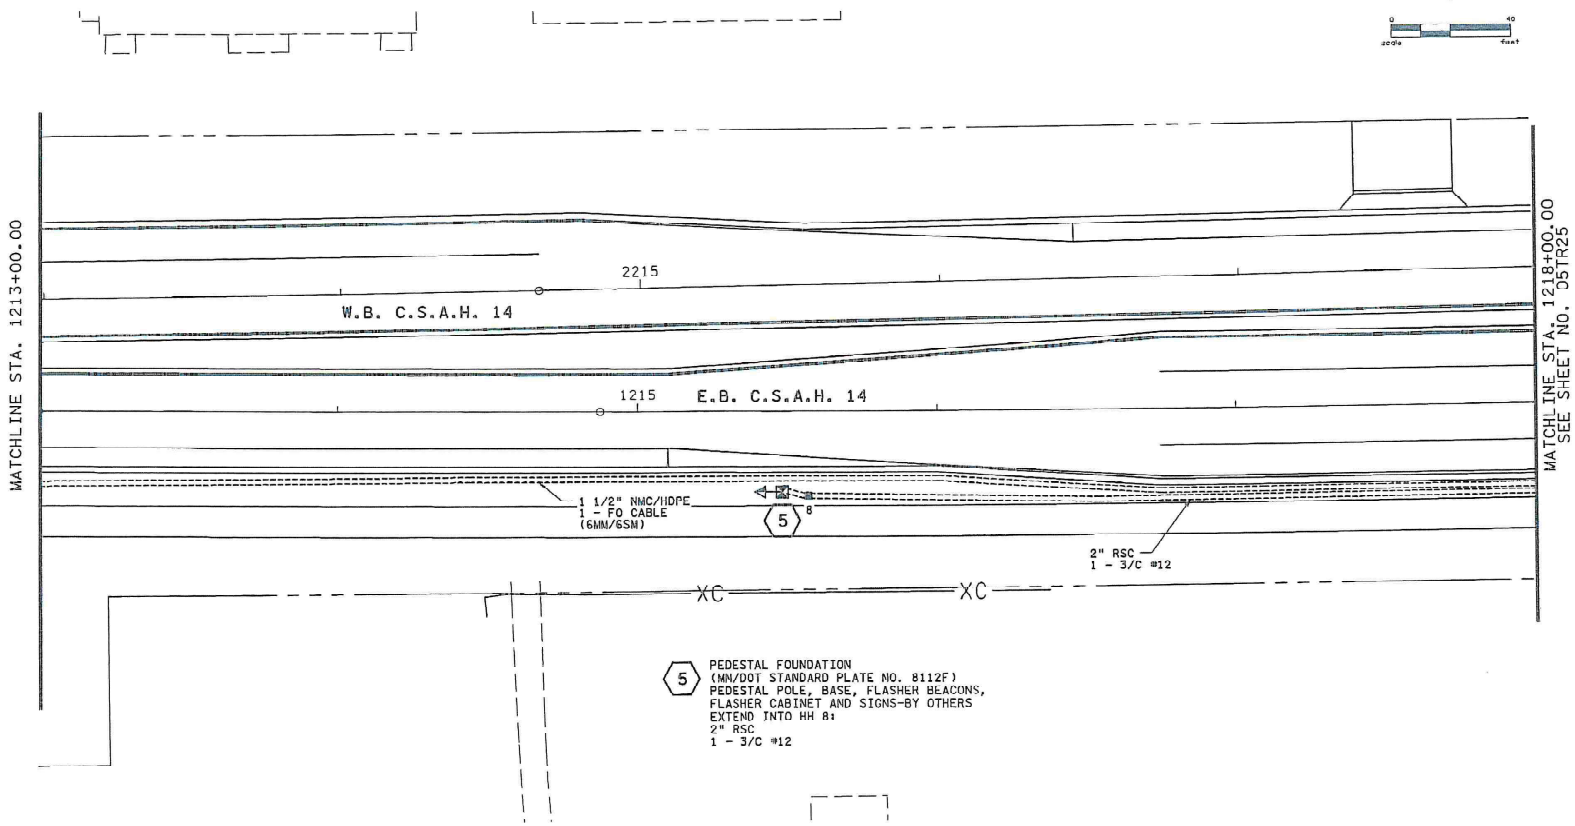 0 40
scale feet
MATCHLINE STA. 1213+00.00
2215
W.B. C.S.A.H. 14
1215 E.B. C.S.A.H. 14
MATCHLINE STA. 1218+00.00
SEE SHEET NO. D5TR25
1 1/2" NMC/HDPE
1 - FO CABLE
(6MM/6SM)
8
5
2" RSC
1 - 3/C #12
XC XC
5
PEDESTAL FOUNDATION
(MN/DOT STANDARD PLATE NO. 8112F)
PEDESTAL POLE, BASE, FLASHER BEACONS,
FLASHER CABINET AND SIGNS-BY OTHERS
EXTEND INTO HH 8:
2" RSC
1 - 3/C #12